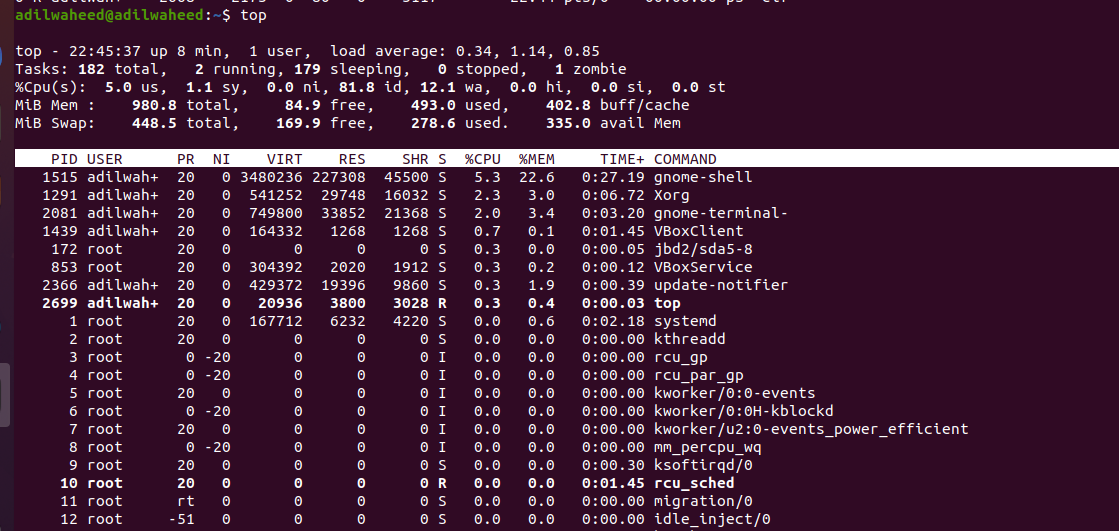 adilwaheed@adilwaheed:~$ top
top - 22:45:37 up 8 min,  1 user,  load average: 0.34, 1.14, 0.85
Tasks: 182 total,   2 running, 179 sleeping,   0 stopped,   1 zombie
%Cpu(s):  5.0 us,  1.1 sy,  0.0 ni, 81.8 id, 12.1 wa,  0.0 hi,  0.0 si,  0.0 st
MiB Mem :    980.8 total,     84.9 free,    493.0 used,    402.8 buff/cache
MiB Swap:    448.5 total,    169.9 free,    278.6 used.    335.0 avail Mem
PID USER      PR  NI    VIRT    RES    SHR S  %CPU  %MEM     TIME+ COMMAND
1515 adilwah+  20   0 3480236 227308  45500 S   5.3  22.6   0:27.19 gnome-shell
1291 adilwah+  20   0  541252  29748  16032 S   2.3   3.0   0:06.72 Xorg
2081 adilwah+  20   0  749800  33852  21368 S   2.0   3.4   0:03.20 gnome-terminal-
1439 adilwah+  20   0  164332   1268   1268 S   0.7   0.1   0:01.45 VBoxClient
172 root      20   0       0      0      0 S   0.3   0.0   0:00.05 jbd2/sda5-8
853 root      20   0  304392   2020   1912 S   0.3   0.2   0:00.12 VBoxService
2366 adilwah+  20   0  429372  19396   9860 S   0.3   1.9   0:00.39 update-notifier
2699 adilwah+  20   0   20936   3800   3028 R   0.3   0.4   0:00.03 top
1 root      20   0  167712   6232   4220 S   0.0   0.6   0:02.18 systemd
2 root      20   0       0      0      0 S   0.0   0.0   0:00.00 kthreadd
3 root       0 -20       0      0      0 I   0.0   0.0   0:00.00 rcu_gp
4 root       0 -20       0      0      0 I   0.0   0.0   0:00.00 rcu_par_gp
5 root      20   0       0      0      0 I   0.0   0.0   0:00.00 kworker/0:0-events
6 root       0 -20       0      0      0 I   0.0   0.0   0:00.00 kworker/0:0H-kblockd
7 root      20   0       0      0      0 I   0.0   0.0   0:00.00 kworker/u2:0-events_power_efficient
8 root       0 -20       0      0      0 I   0.0   0.0   0:00.00 mm_percpu_wq
9 root      20   0       0      0      0 S   0.0   0.0   0:00.30 ksoftirqd/0
10 root      20   0       0      0      0 R   0.0   0.0   0:01.45 rcu_sched
11 root      rt   0       0      0      0 S   0.0   0.0   0:00.00 migration/0
12 root     -51   0       0      0      0 S   0.0   0.0   0:00.00 idle_inject/0